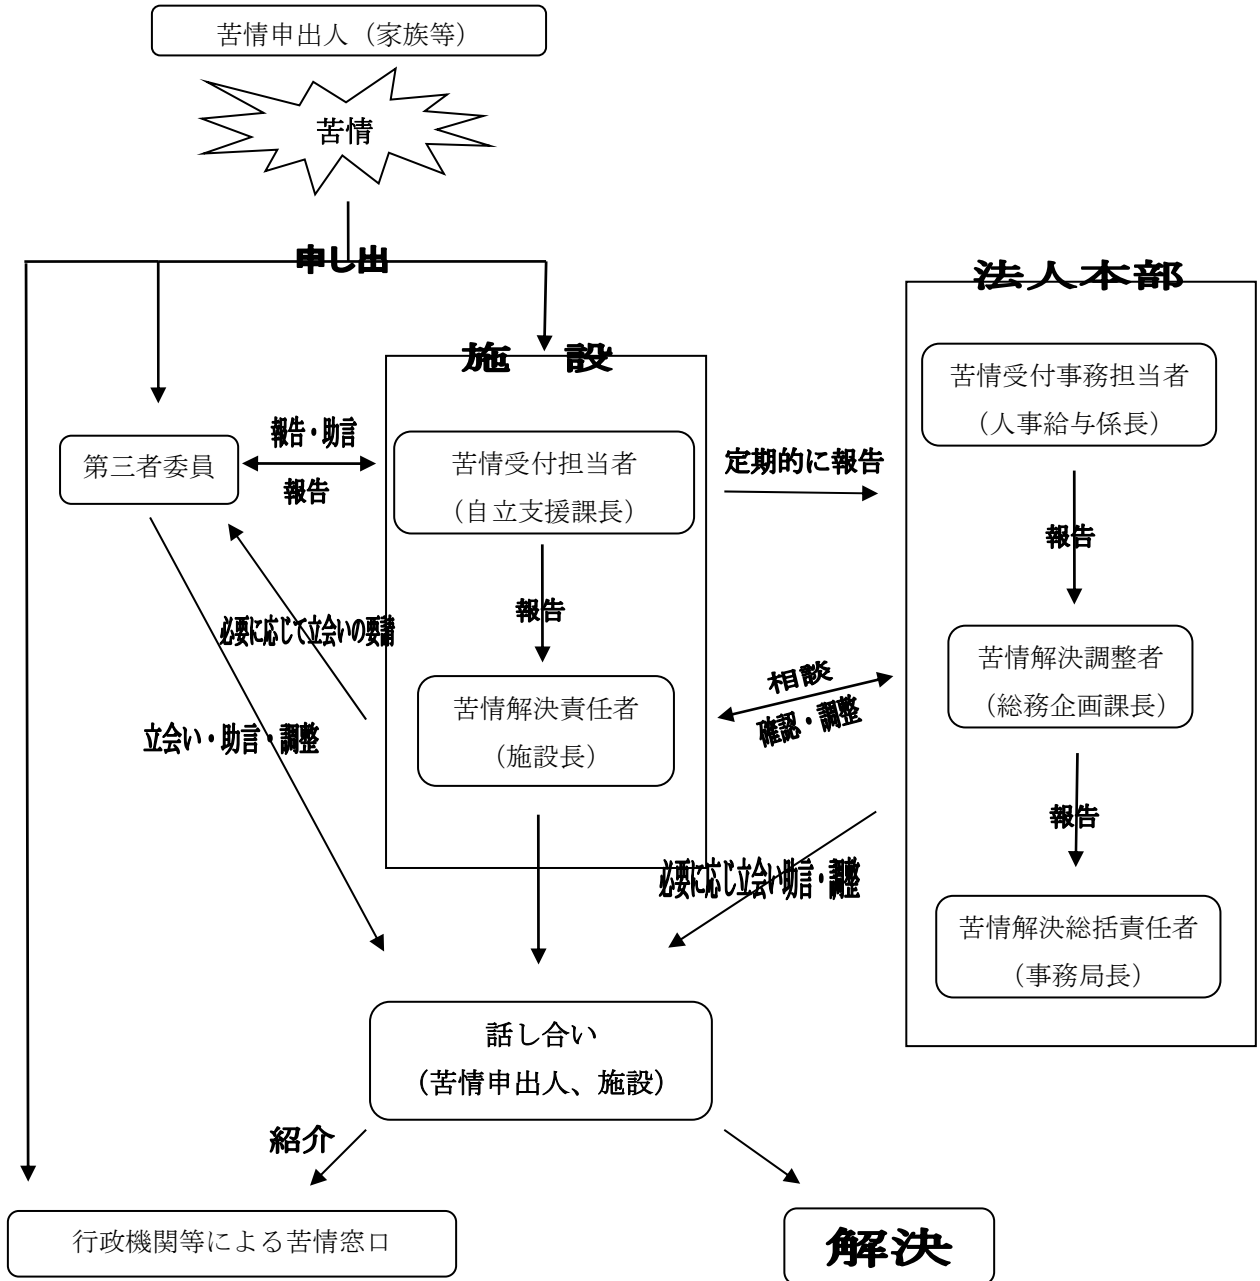 苦情申出人（家族等）
苦情
申し出
法人本部
施　設
苦情受付事務担当者
（人事給与係長）
報告・助言
第三者委員
報告
苦情受付担当者
（自立支援課長）
定期的に報告
報告
報告
必要に応じて立会いの要請
苦情解決責任者
（施設長）
相談
確認・調整
苦情解決調整者
（総務企画課長）
立会い・助言・調整
報告
必要に応じ立会い助言・調整
苦情解決総括責任者
（事務局長）
話し合い
（苦情申出人、施設）
紹介
行政機関等による苦情窓口
解決